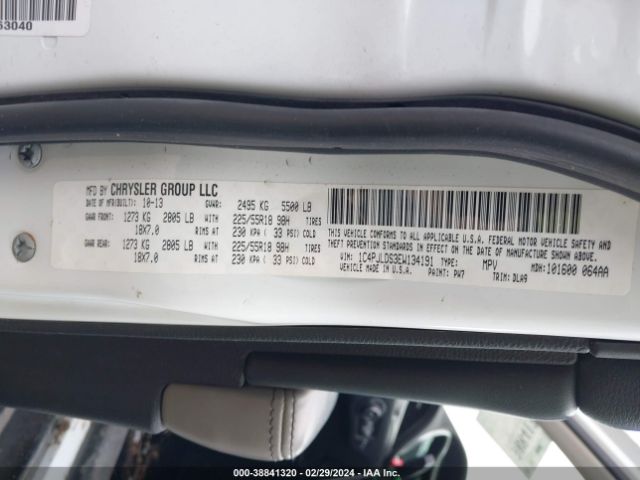 63040
MFD BY CHRYSLER GROUP LLC
DATE OF MFR(BUILT): 10-13 GVWR: 2495 KG 5500 LB
GAWR FRONT: 1273 KG 2805 LB WITH 225/55R18 98H TIRES
18X7.0 RIMS AT 230 KPA ( 33 PSI) COLD
GAWR REAR: 1273 KG 2805 LB WITH 225/55R18 98H TIRES
18X7.0 RIMS AT 230 KPA ( 33 PSI) COLD
THIS VEHICLE CONFORMS TO ALL APPLICABLE U.S.A. FEDERAL MOTOR VEHICLE SAFETY, BUMPER AND
THEFT PREVENTION STANDARDS IN EFFECT ON THE DATE OF MANUFACTURE SHOWN ABOVE.
VIN: 1C4PJLDS3EW134191 TYPE: MPV MDH: 101600 064AA
VEHICLE MADE IN U.S.A. PAINT: PW7 TRIM: DLA9
000-38841320 - 02/29/2024 - IAA Inc.